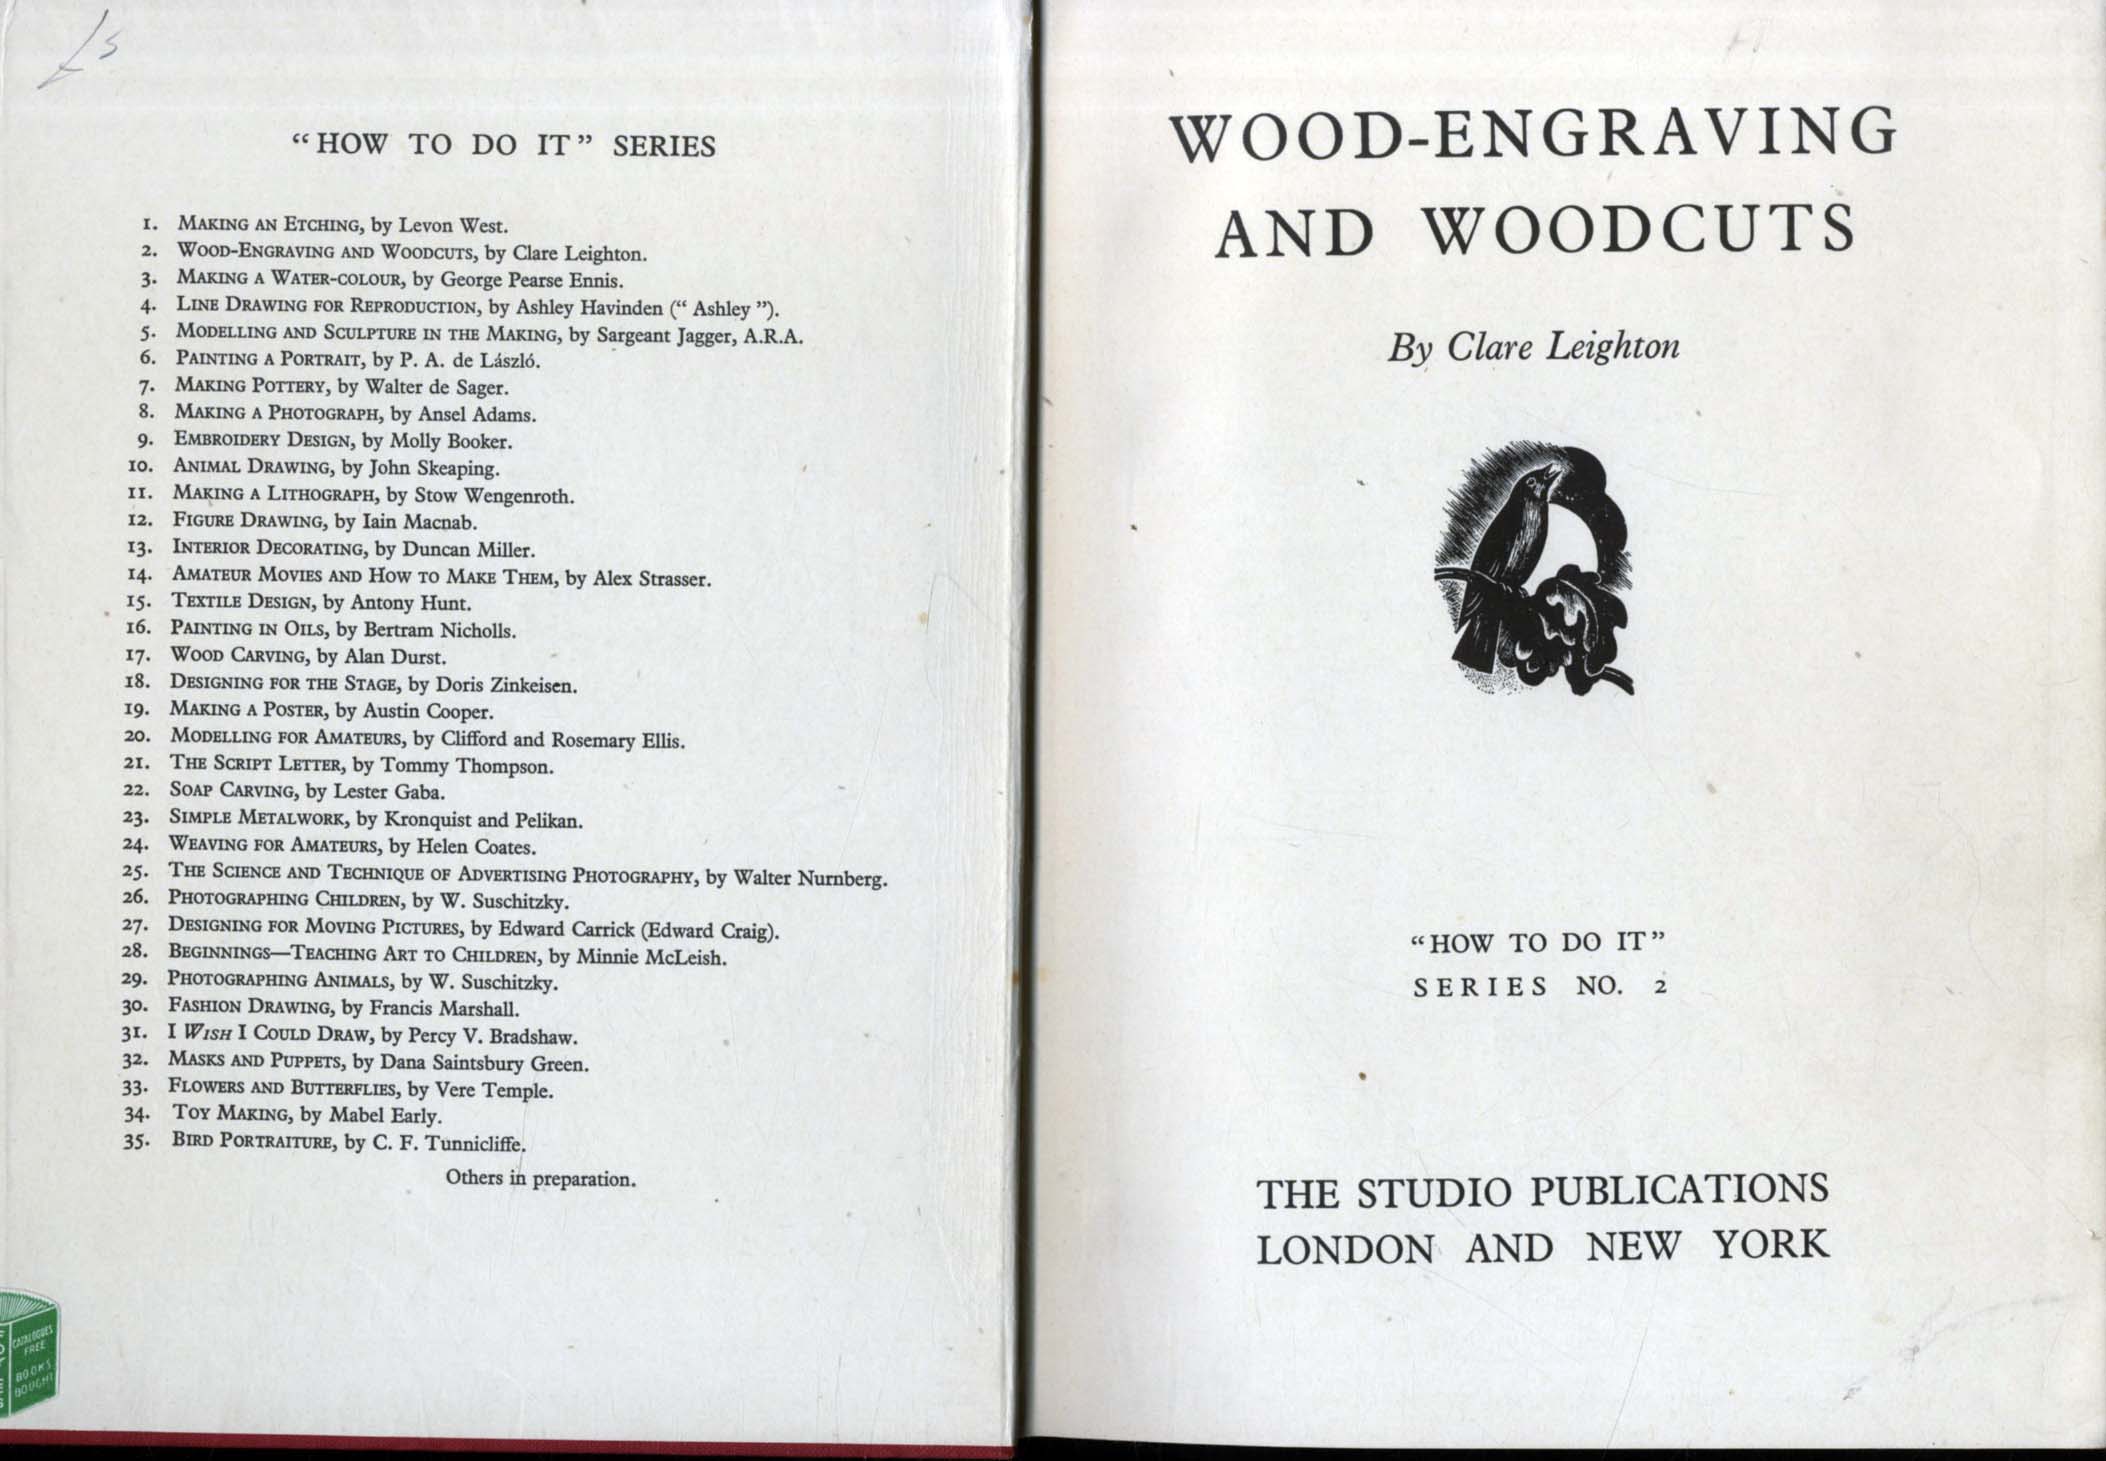 £5
“HOW TO DO IT” SERIES
1. MAKING AN ETCHING, by Levon West.
2. WOOD-ENGRAVING AND WOODCUTS, by Clare Leighton.
3. MAKING A WATER-COLOUR, by George Pearse Ennis.
4. LINE DRAWING FOR REPRODUCTION, by Ashley Havinden (“ Ashley ”).
5. MODELLING AND SCULPTURE IN THE MAKING, by Sargeant Jagger, A.R.A.
6. PAINTING A PORTRAIT, by P. A. de László.
7. MAKING POTTERY, by Walter de Sager.
8. MAKING A PHOTOGRAPH, by Ansel Adams.
9. EMBROIDERY DESIGN, by Molly Booker.
10. ANIMAL DRAWING, by John Skeaping.
11. MAKING A LITHOGRAPH, by Stow Wengenroth.
12. FIGURE DRAWING, by Iain Macnab.
13. INTERIOR DECORATING, by Duncan Miller.
14. AMATEUR MOVIES AND HOW TO MAKE THEM, by Alex Strasser.
15. TEXTILE DESIGN, by Antony Hunt.
16. PAINTING IN OILS, by Bertram Nicholls.
17. WOOD CARVING, by Alan Durst.
18. DESIGNING FOR THE STAGE, by Doris Zinkeisen.
19. MAKING A POSTER, by Austin Cooper.
20. MODELLING FOR AMATEURS, by Clifford and Rosemary Ellis.
21. THE SCRIPT LETTER, by Tommy Thompson.
22. SOAP CARVING, by Lester Gaba.
23. SIMPLE METALWORK, by Kronquist and Pelikan.
24. WEAVING FOR AMATEURS, by Helen Coates.
25. THE SCIENCE AND TECHNIQUE OF ADVERTISING PHOTOGRAPHY, by Walter Nurnberg.
26. PHOTOGRAPHING CHILDREN, by W. Suschitzky.
27. DESIGNING FOR MOVING PICTURES, by Edward Carrick (Edward Craig).
28. BEGINNINGS—TEACHING ART TO CHILDREN, by Minnie McLeish.
29. PHOTOGRAPHING ANIMALS, by W. Suschitzky.
30. FASHION DRAWING, by Francis Marshall.
31. I WISH I COULD DRAW, by Percy V. Bradshaw.
32. MASKS AND PUPPETS, by Dana Saintsbury Green.
33. FLOWERS AND BUTTERFLIES, by Vere Temple.
34. TOY MAKING, by Mabel Early.
35. BIRD PORTRAITURE, by C. F. Tunnicliffe.
Others in preparation.
CATALOGUES
FREE
BOOKS
BOUGHT
WOOD-ENGRAVING
AND WOODCUTS
By Clare Leighton
“HOW TO DO IT”
SERIES NO. 2
THE STUDIO PUBLICATIONS
LONDON AND NEW YORK